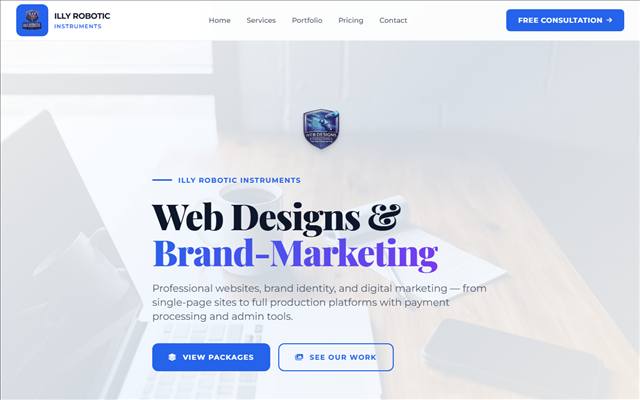 ILLY ROBOTIC
INSTRUMENTS
Home Services Portfolio Pricing Contact
FREE CONSULTATION →
WEB DESIGNS
ILLY ROBOTIC INSTRUMENTS
Web Designs &
Brand-Marketing
Professional websites, brand identity, and digital marketing — from
single-page sites to full production platforms with payment
processing and admin tools.
VIEW PACKAGES
SEE OUR WORK